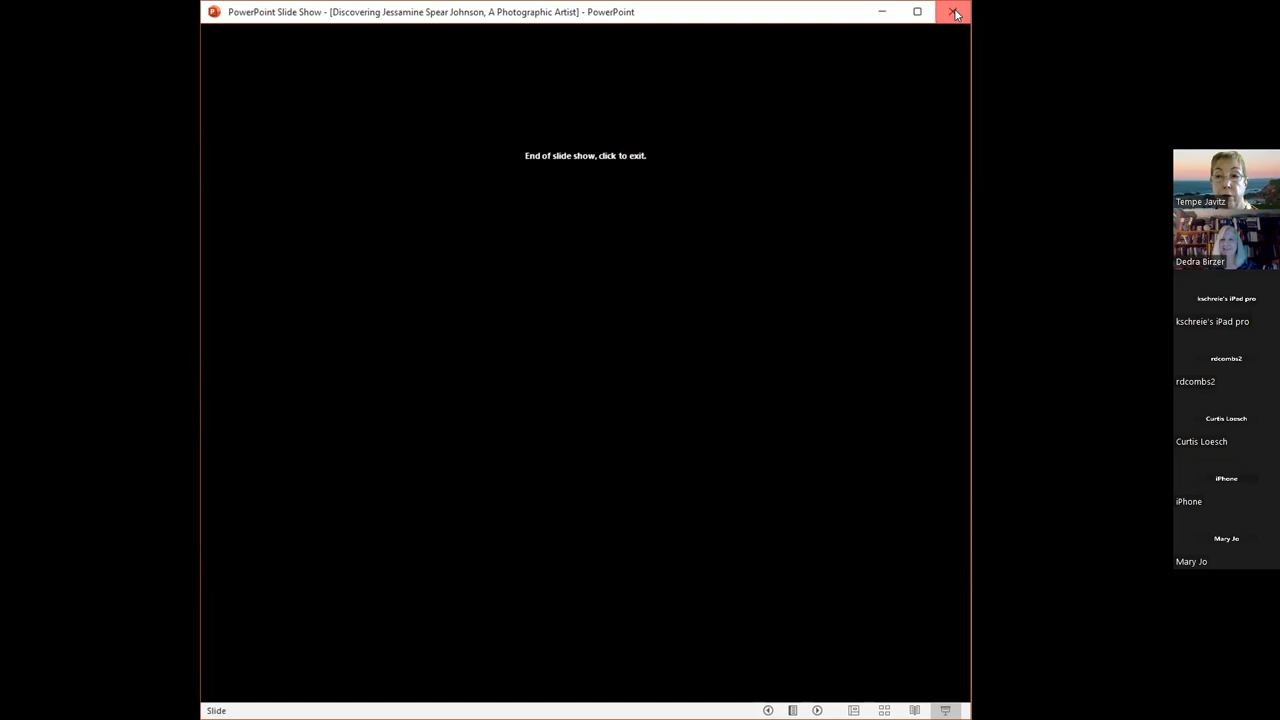 PowerPoint Slide Show - [Discovering Jessamine Spear Johnson, A Photographic Artist] - PowerPoint
End of slide show, click to exit.
Tempe Javitz
Dedra Birzer
kschreie's iPad pro
kschreie's iPad pro
rdcombs2
rdcombs2
Curtis Loesch
Curtis Loesch
iPhone
iPhone
Mary Jo
Mary Jo
Slide